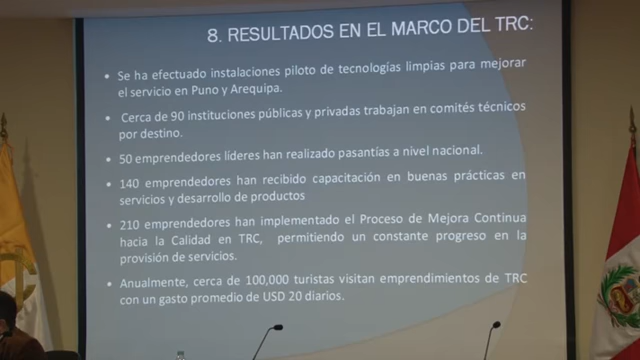 8. RESULTADOS EN EL MARCO DEL TRC:
• Se ha efectuado instalaciones piloto de tecnologías limpias para mejorar
el servicio en Puno y Arequipa.
• Cerca de 90 instituciones públicas y privadas trabajan en comités técnicos
por destino.
• 50 emprendedores líderes han realizado pasantías a nivel nacional.
• 140 emprendedores han recibido capacitación en buenas prácticas en
servicios y desarrollo de productos
• 210 emprendedores han implementado el Proceso de Mejora Continua
hacia la Calidad en TRC, permitiendo un constante progreso en la
provisión de servicios.
• Anualmente, cerca de 100,000 turistas visitan emprendimientos de TRC
con un gasto promedio de USD 20 diarios.